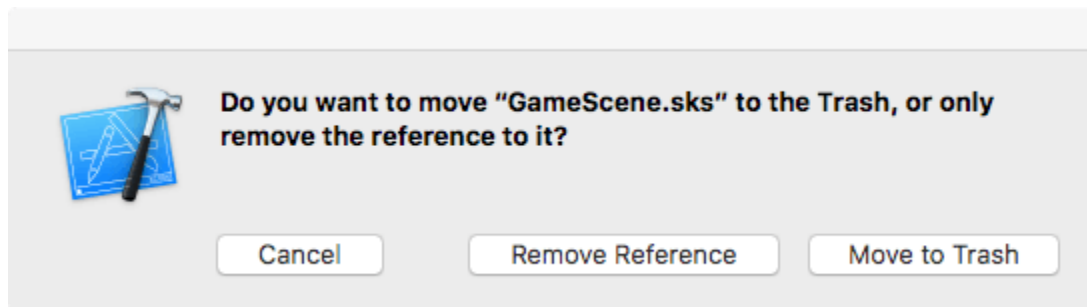 Do you want to move “GameScene.sks” to the Trash, or only
remove the reference to it?
Cancel Remove Reference Move to Trash